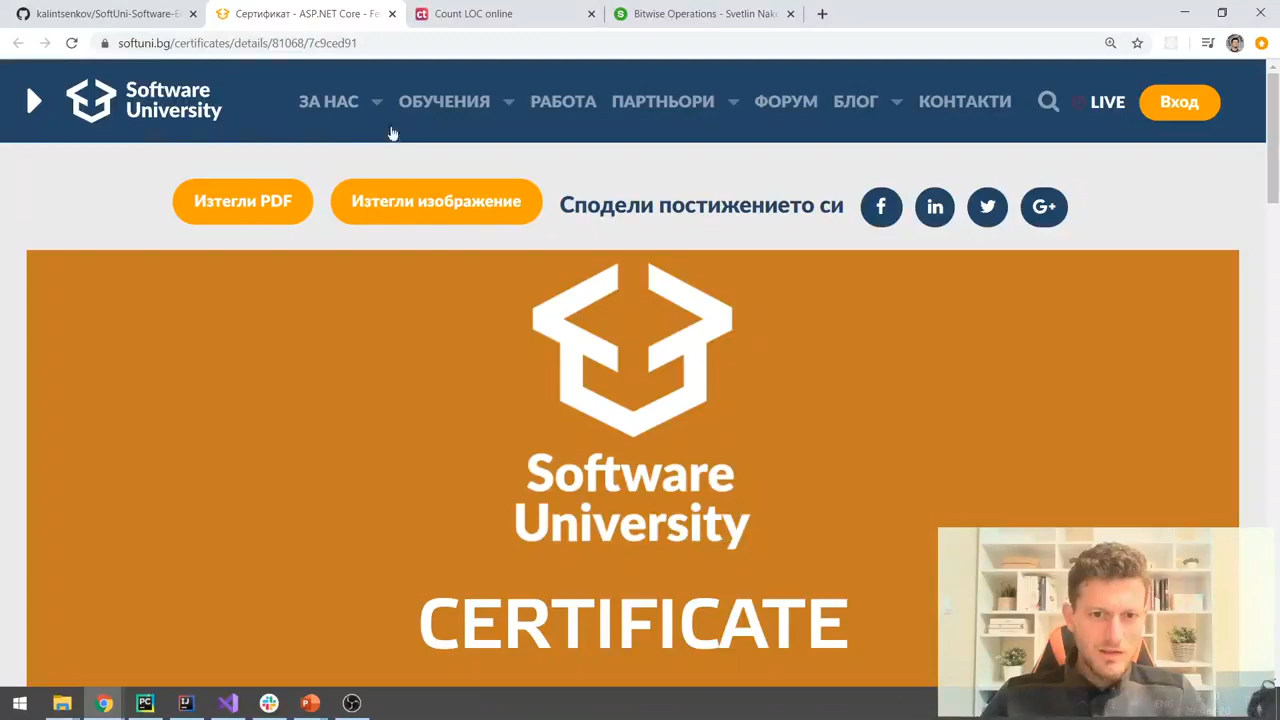 kalintsenkov/SoftUni-Software-E
Сертификат - ASP.NET Core - Fe
Count LOC online
Bitwise Operations - Svetlin Nak
softuni.bg/certificates/details/81068/7c9ced91
Software University
ЗА НАС
ОБУЧЕНИЯ
РАБОТА
ПАРТНЬОРИ
ФОРУМ
БЛОГ
КОНТАКТИ
LIVE
Вход
Изтегли PDF
Изтегли изображение
Сподели постижението си
Software
University
CERTIFICATE